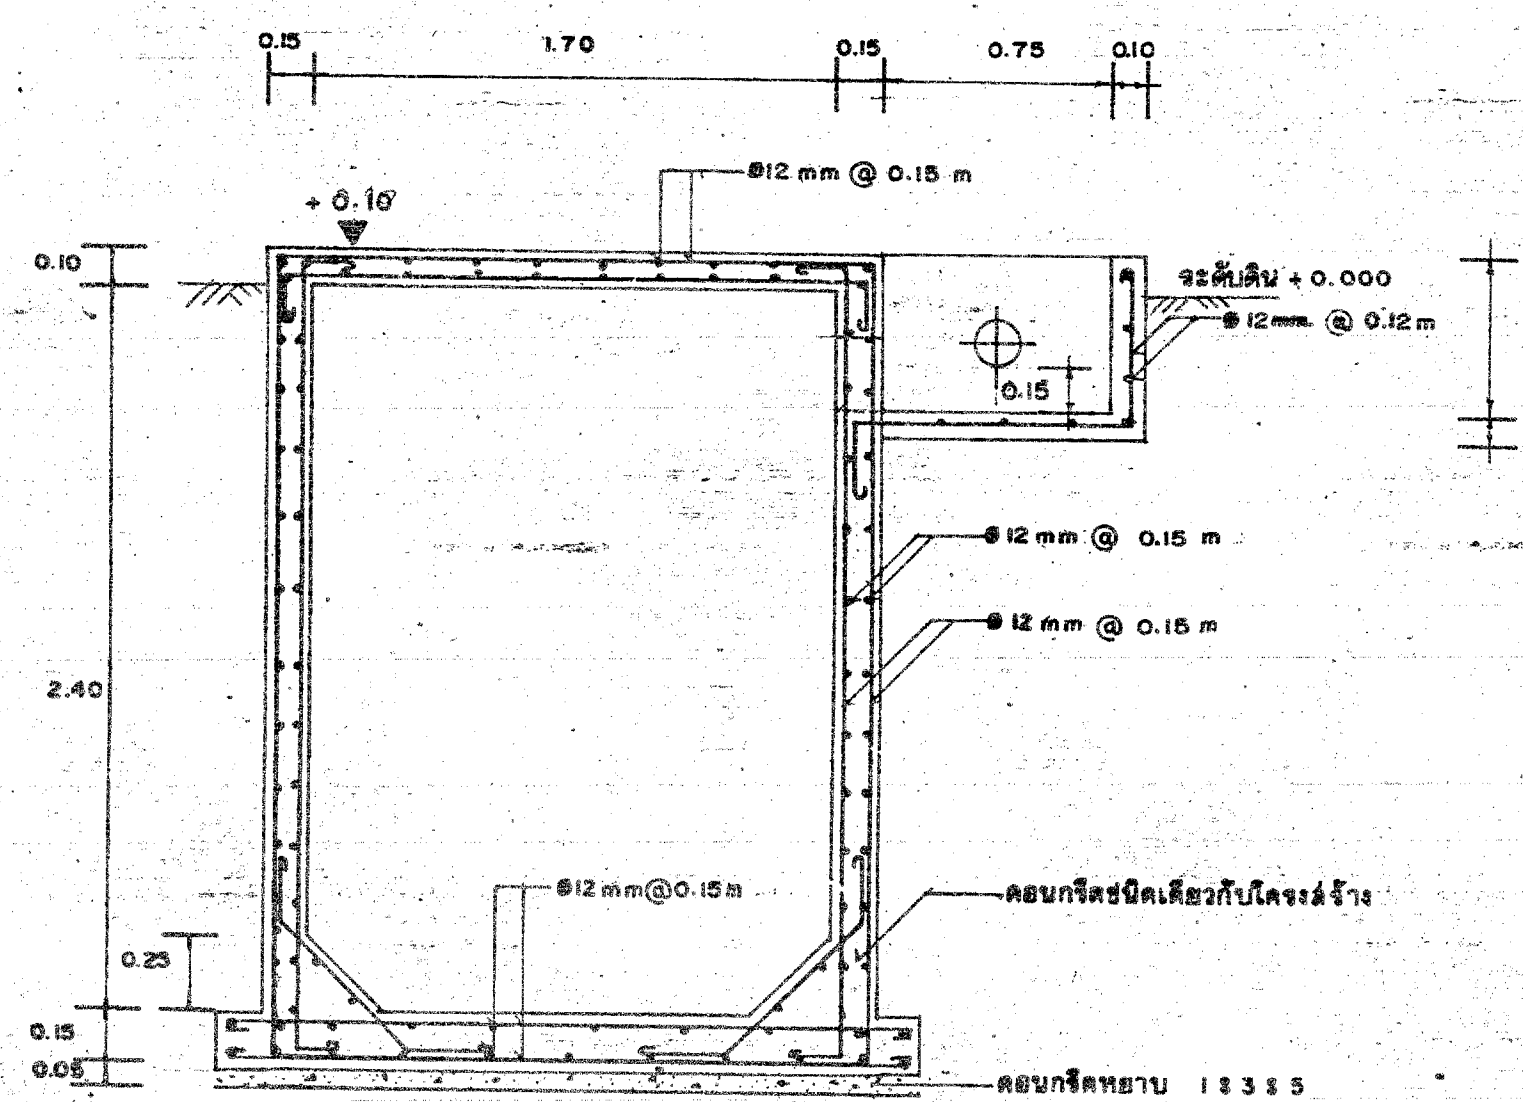 0.15 1.70 0.15 0.75 0.10
Ø12 mm @ 0.15 m
+ 0.10
0.10
ระดับดิน + 0.000
Ø 12 mm @ 0.12 m
0.15
Ø 12 mm @ 0.15 m
Ø 12 mm @ 0.15 m
2.40
Ø12 mm@0.15m
คอนกรีตชนิดเดียวกับโครงสร้าง
0.25
0.15
0.05
คอนกรีตหยาบ 1 : 3 : 5